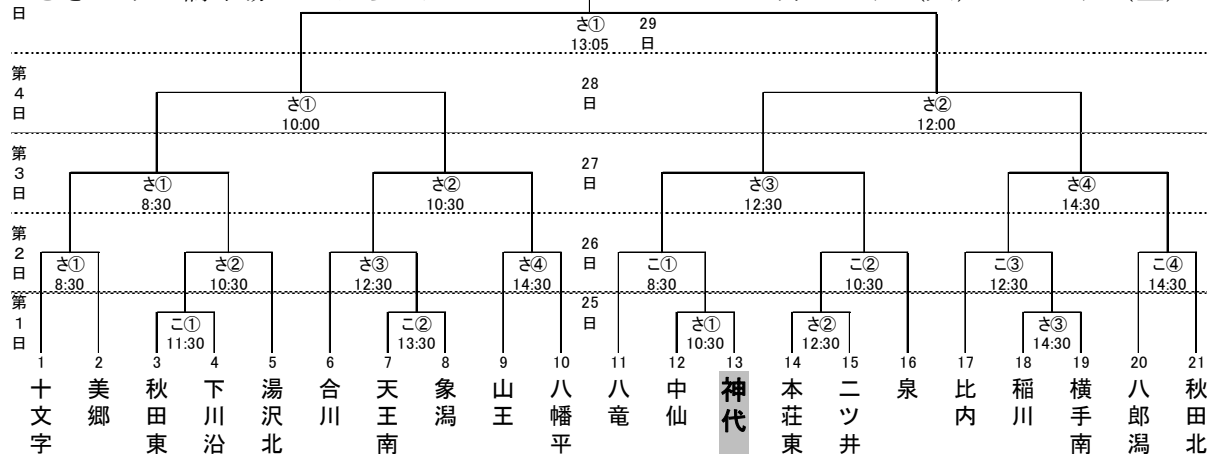 日 さ① 29
13:05 日
第4日 28日
さ① さ②
10:00 12:00
第3日 27日
さ① さ② さ③ さ④
8:30 10:30 12:30 14:30
第2日 26日
さ① さ② さ③ さ④ こ① こ② こ③ こ④
8:30 10:30 12:30 14:30 8:30 10:30 12:30 14:30
第1日 25日
こ① こ② さ① さ② さ③
11:30 13:30 10:30 12:30 14:30
1 2 3 4 5 6 7 8 9 10 11 12 13 14 15 16 17 18 19 20 21
十文字 美郷 秋田東 下川沿 湯沢北 合川 天王南 象潟 山王 八幡平 八竜 中仙 神代 本荘東 二ツ井 泉 比内 稲川 横手南 八郎潟 秋田北